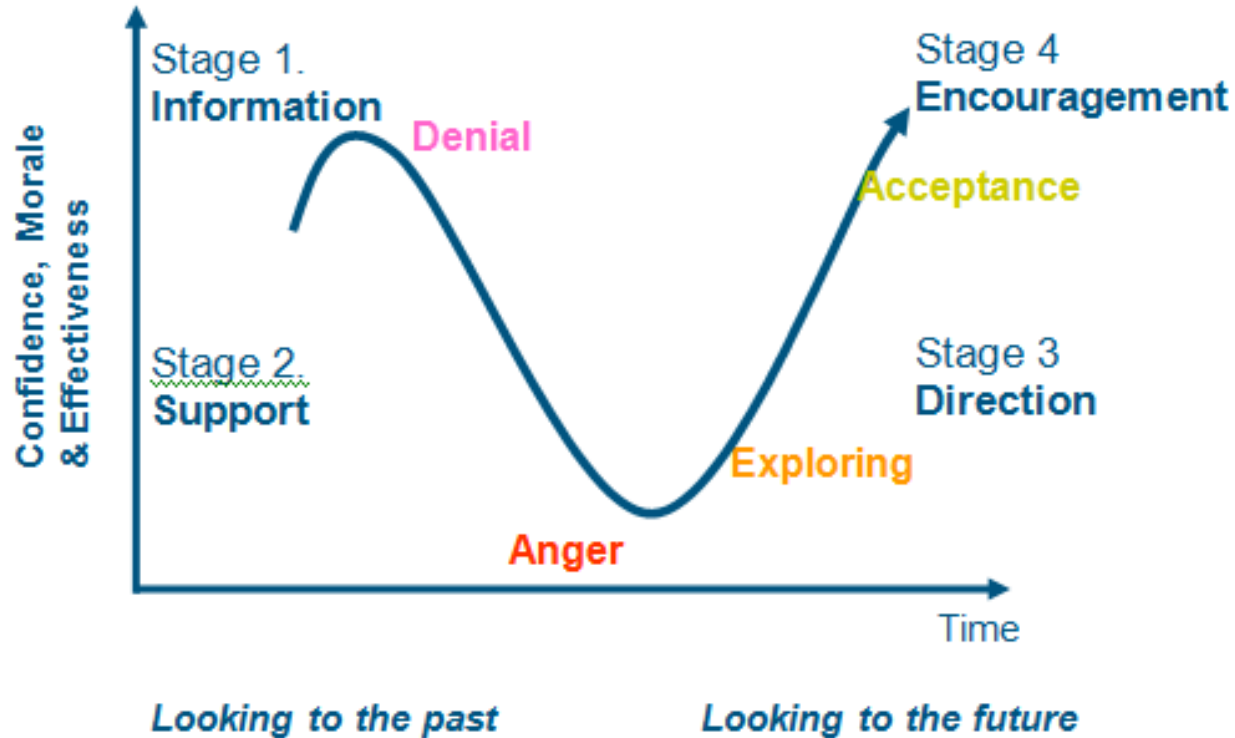 Stage 1.
Information
Denial
Stage 4
Encouragement
Acceptance
Confidence, Morale
& Effectiveness
Stage 2.
Support
Stage 3
Direction
Exploring
Anger
Time
Looking to the past
Looking to the future